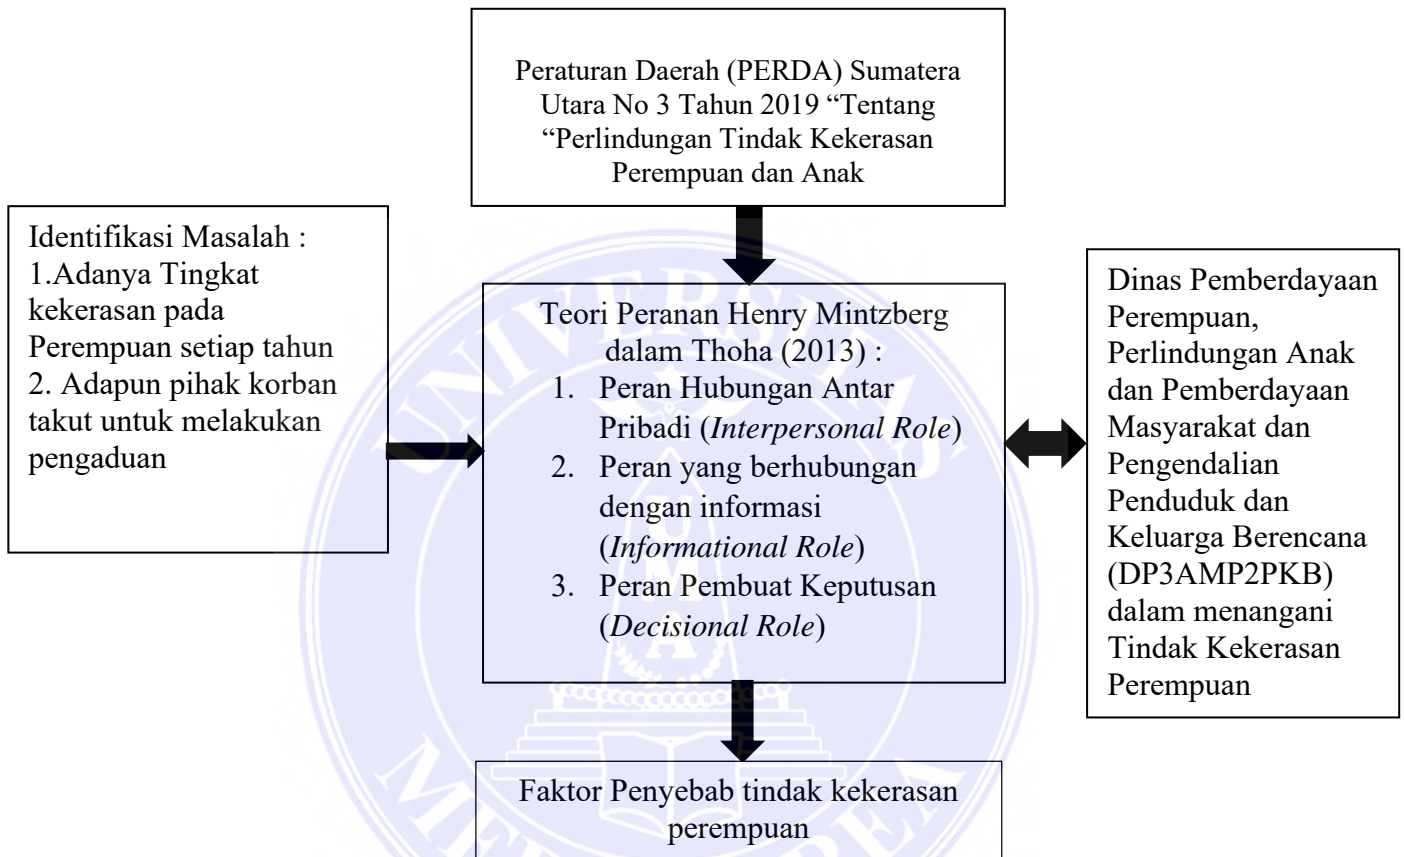 Peraturan Daerah (PERDA) Sumatera
Utara No 3 Tahun 2019 “Tentang
“Perlindungan Tindak Kekerasan
Perempuan dan Anak
Identifikasi Masalah :
1.Adanya Tingkat
kekerasan pada
Perempuan setiap tahun
2. Adapun pihak korban
takut untuk melakukan
pengaduan
Teori Peranan Henry Mintzberg
dalam Thoha (2013) :
1. Peran Hubungan Antar
Pribadi (Interpersonal Role)
2. Peran yang berhubungan
dengan informasi
(Informational Role)
3. Peran Pembuat Keputusan
(Decisional Role)
Dinas Pemberdayaan
Perempuan,
Perlindungan Anak
dan Pemberdayaan
Masyarakat dan
Pengendalian
Penduduk dan
Keluarga Berencana
(DP3AMP2PKB)
dalam menangani
Tindak Kekerasan
Perempuan
Faktor Penyebab tindak kekerasan
perempuan
UNIVERSITAS
U
M
A